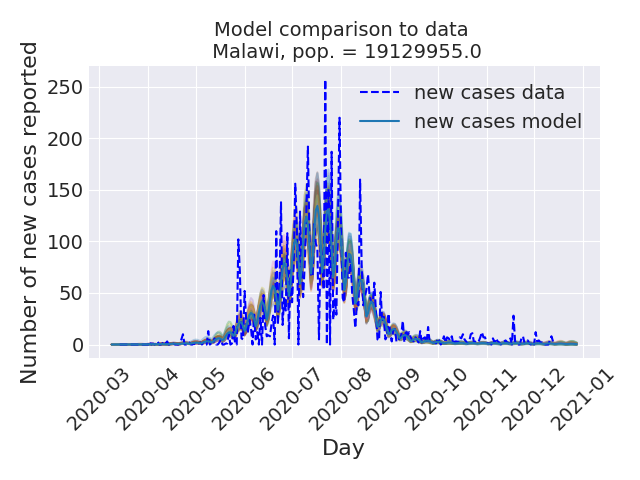 Model comparison to data
Malawi, pop. = 19129955.0
Number of new cases reported
250
200
150
100
50
0
new cases data
new cases model
2020-03
2020-04
2020-05
2020-06
2020-07
2020-08
2020-09
2020-10
2020-11
2020-12
2021-01
Day